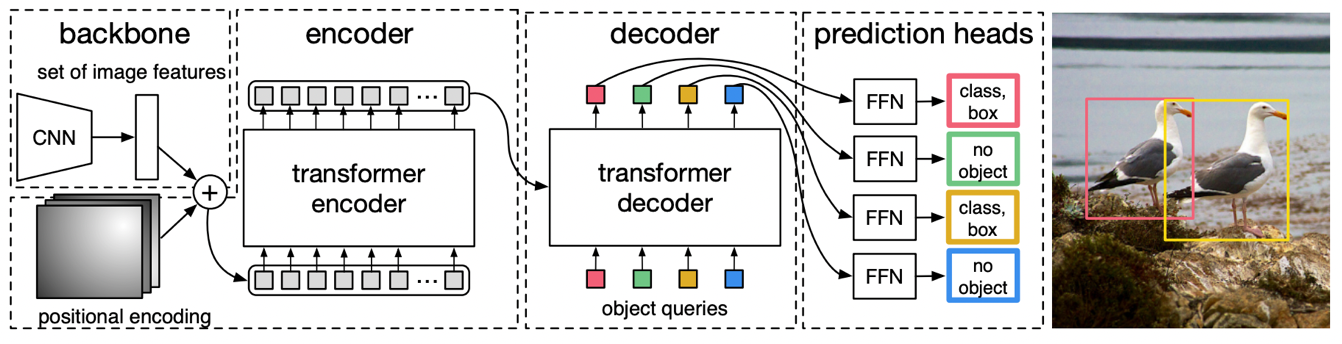 backbone
set of image features
CNN
+
positional encoding
encoder
...
transformer
encoder
...
decoder
transformer
decoder
object queries
prediction heads
FFN
class,
box
FFN
no
object
FFN
class,
box
FFN
no
object